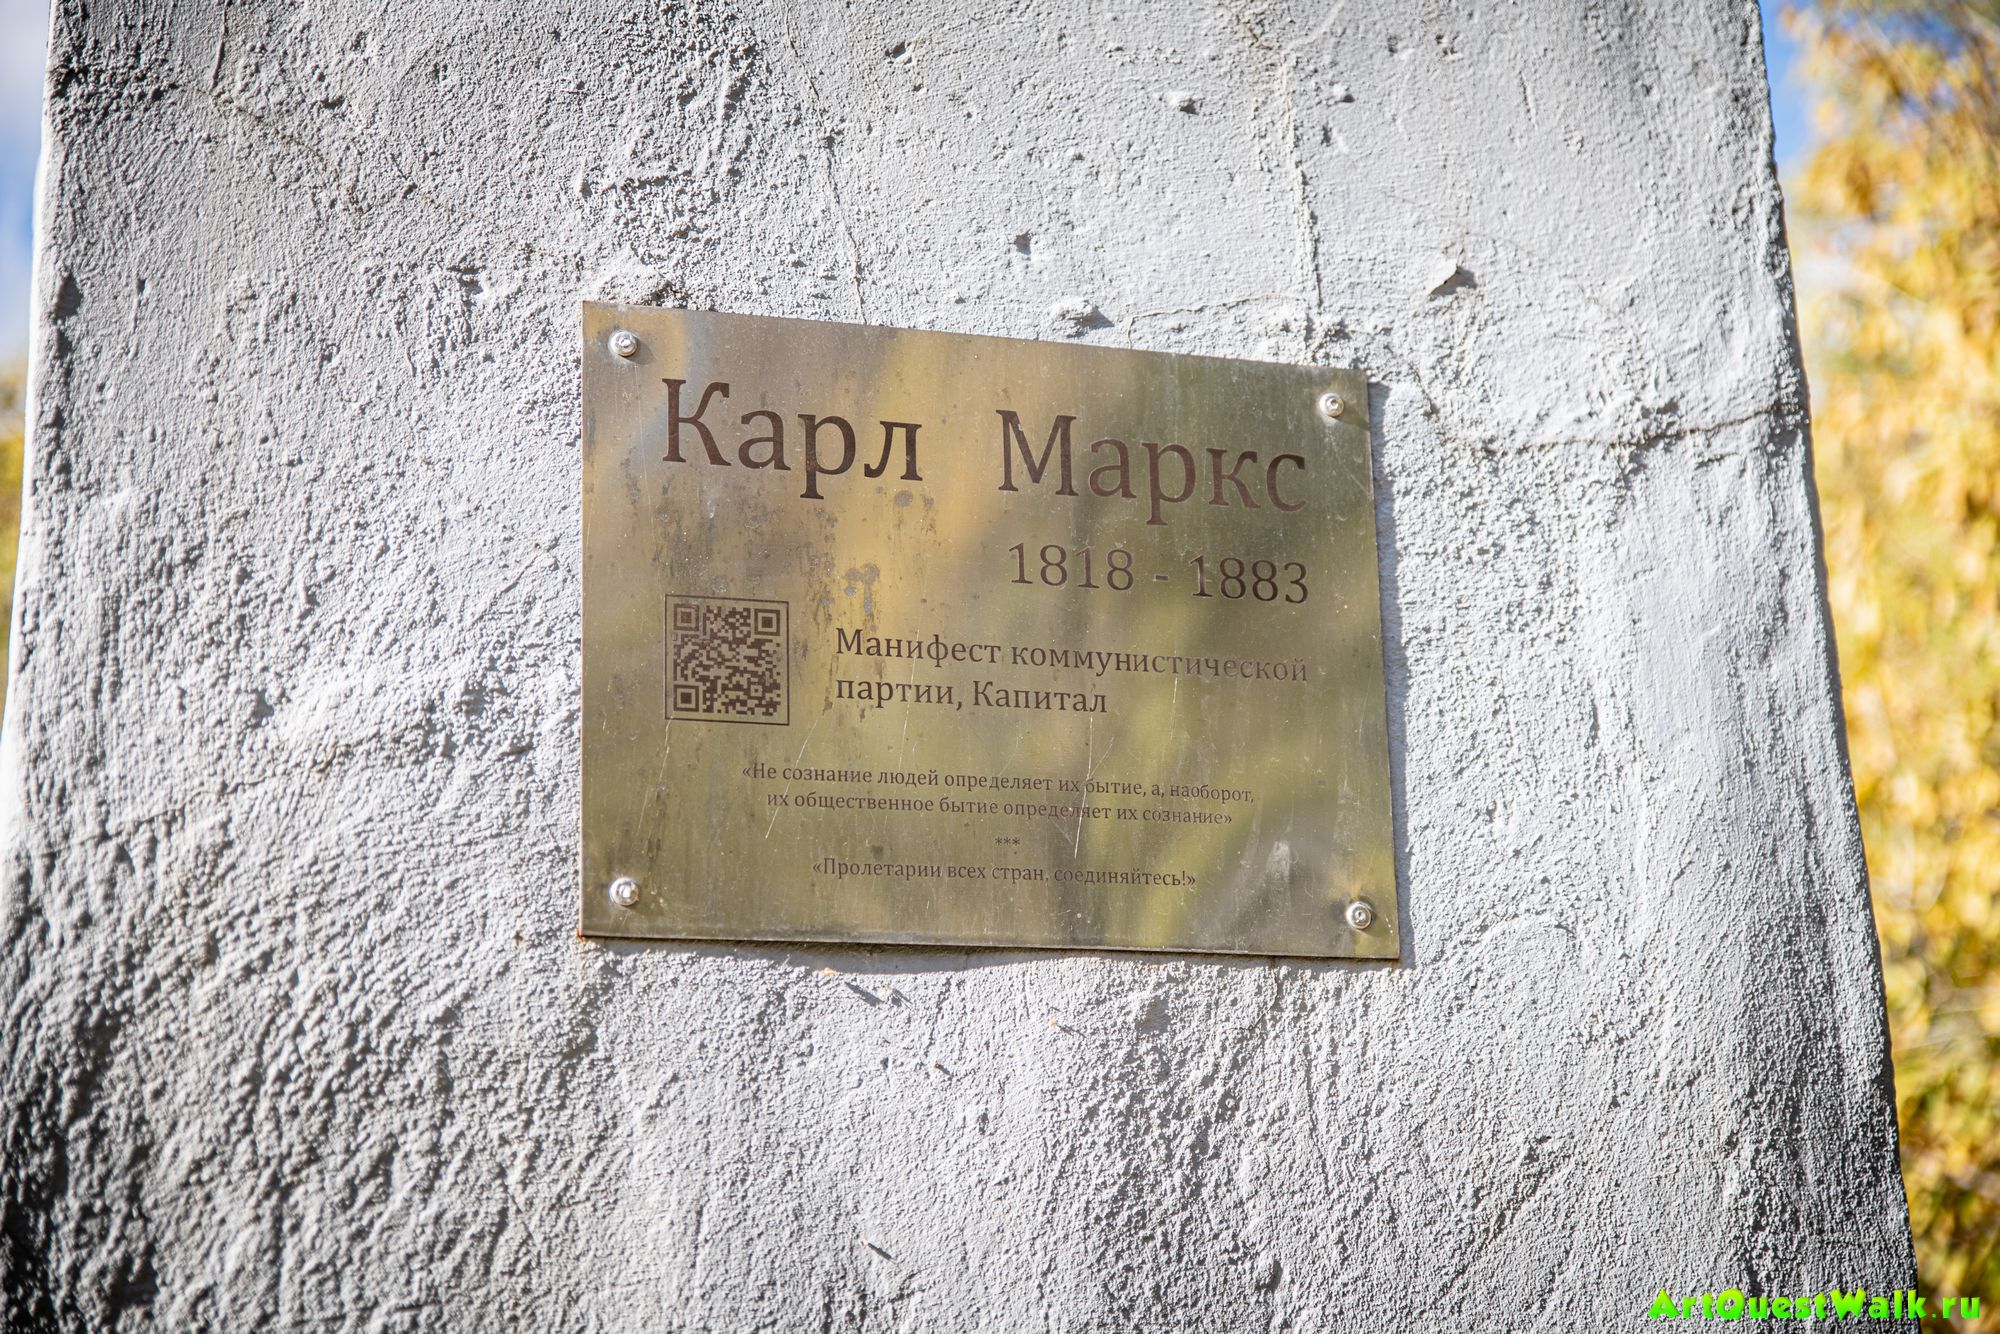 Карл Маркс
1818 - 1883
Манифест коммунистической
партии, Капитал
«Не сознание людей определяет их бытие, а, наоборот,
их общественное бытие определяет их сознание»
***
«Пролетарии всех стран, соединяйтесь!»
ArtQuestWalk.ru